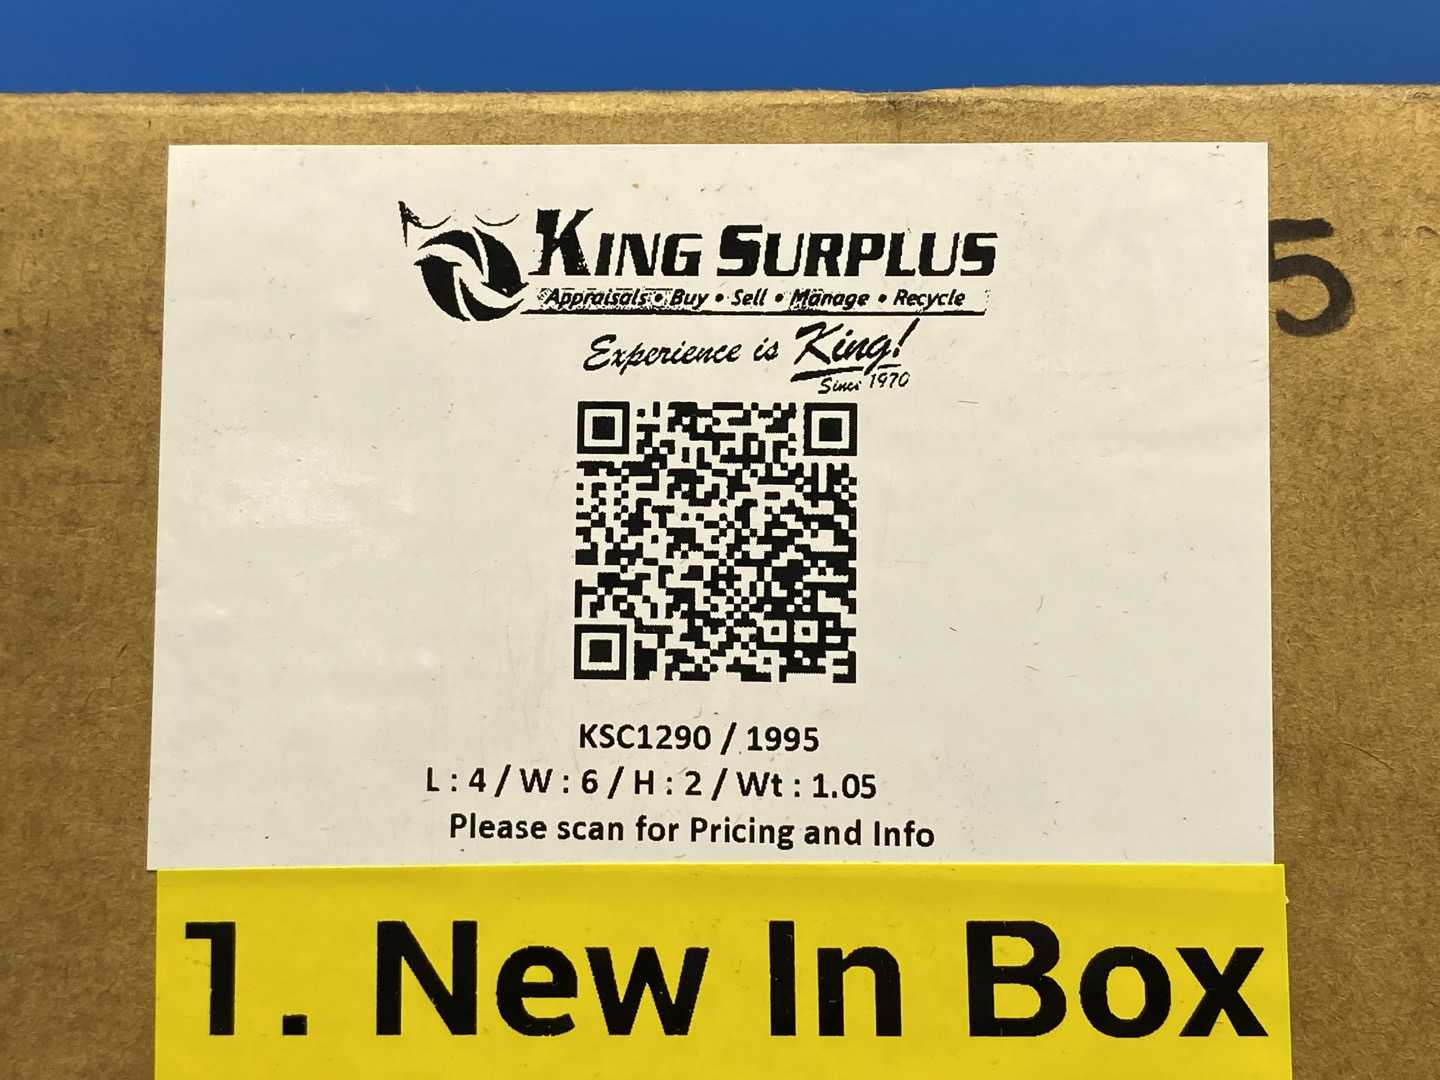 KING SURPLUS
Appraisals • Buy • Sell • Manage • Recycle
Experience is King!
Since 1970
5
KSC1290 / 1995
L : 4 / W : 6 / H : 2 / Wt : 1.05
Please scan for Pricing and Info
1. New In Box